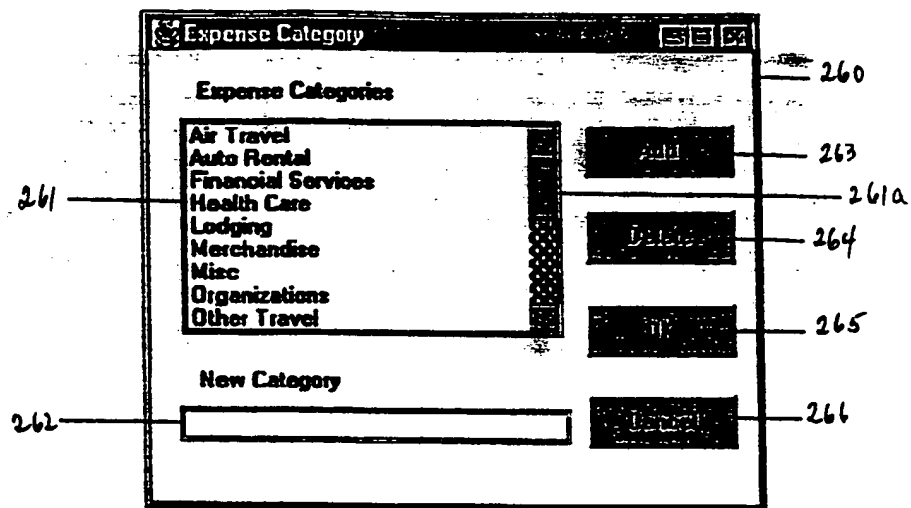 Expense Category
260
Expense Categories
Air Travel
Auto Rental
Financial Services
Health Care
Lodging
Merchandise
Misc
Organizations
Other Travel
Add
263
261
261a
Delete
264
265
New Category
262
Cancel
266